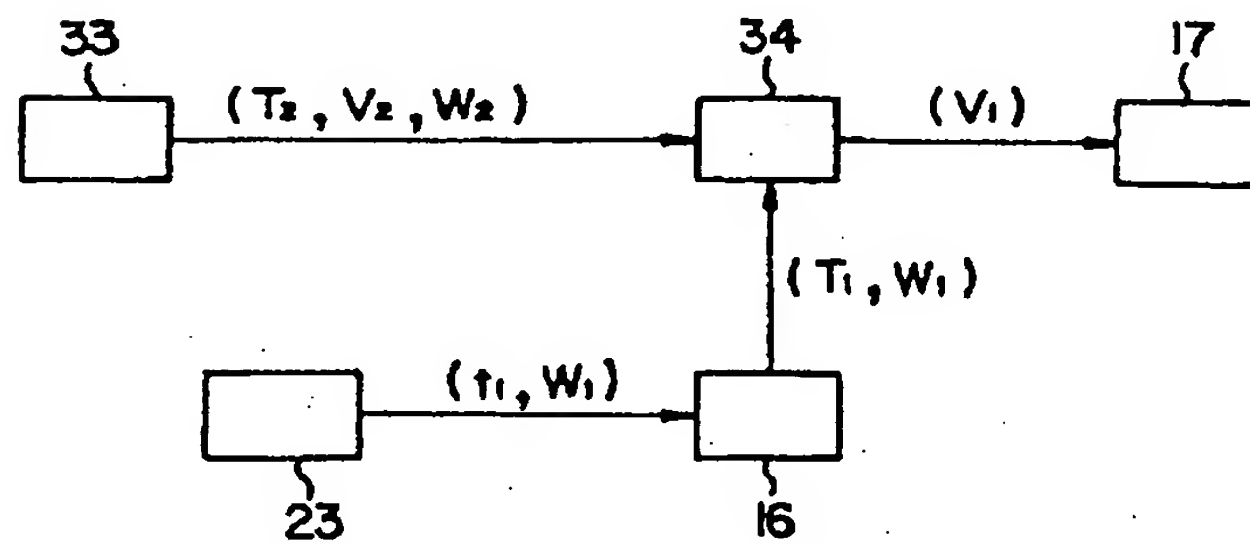 33
34
17
(T₂, V₂, W₂)
(V₁)
(T₁, W₁)
(t₁, W₁)
23
16